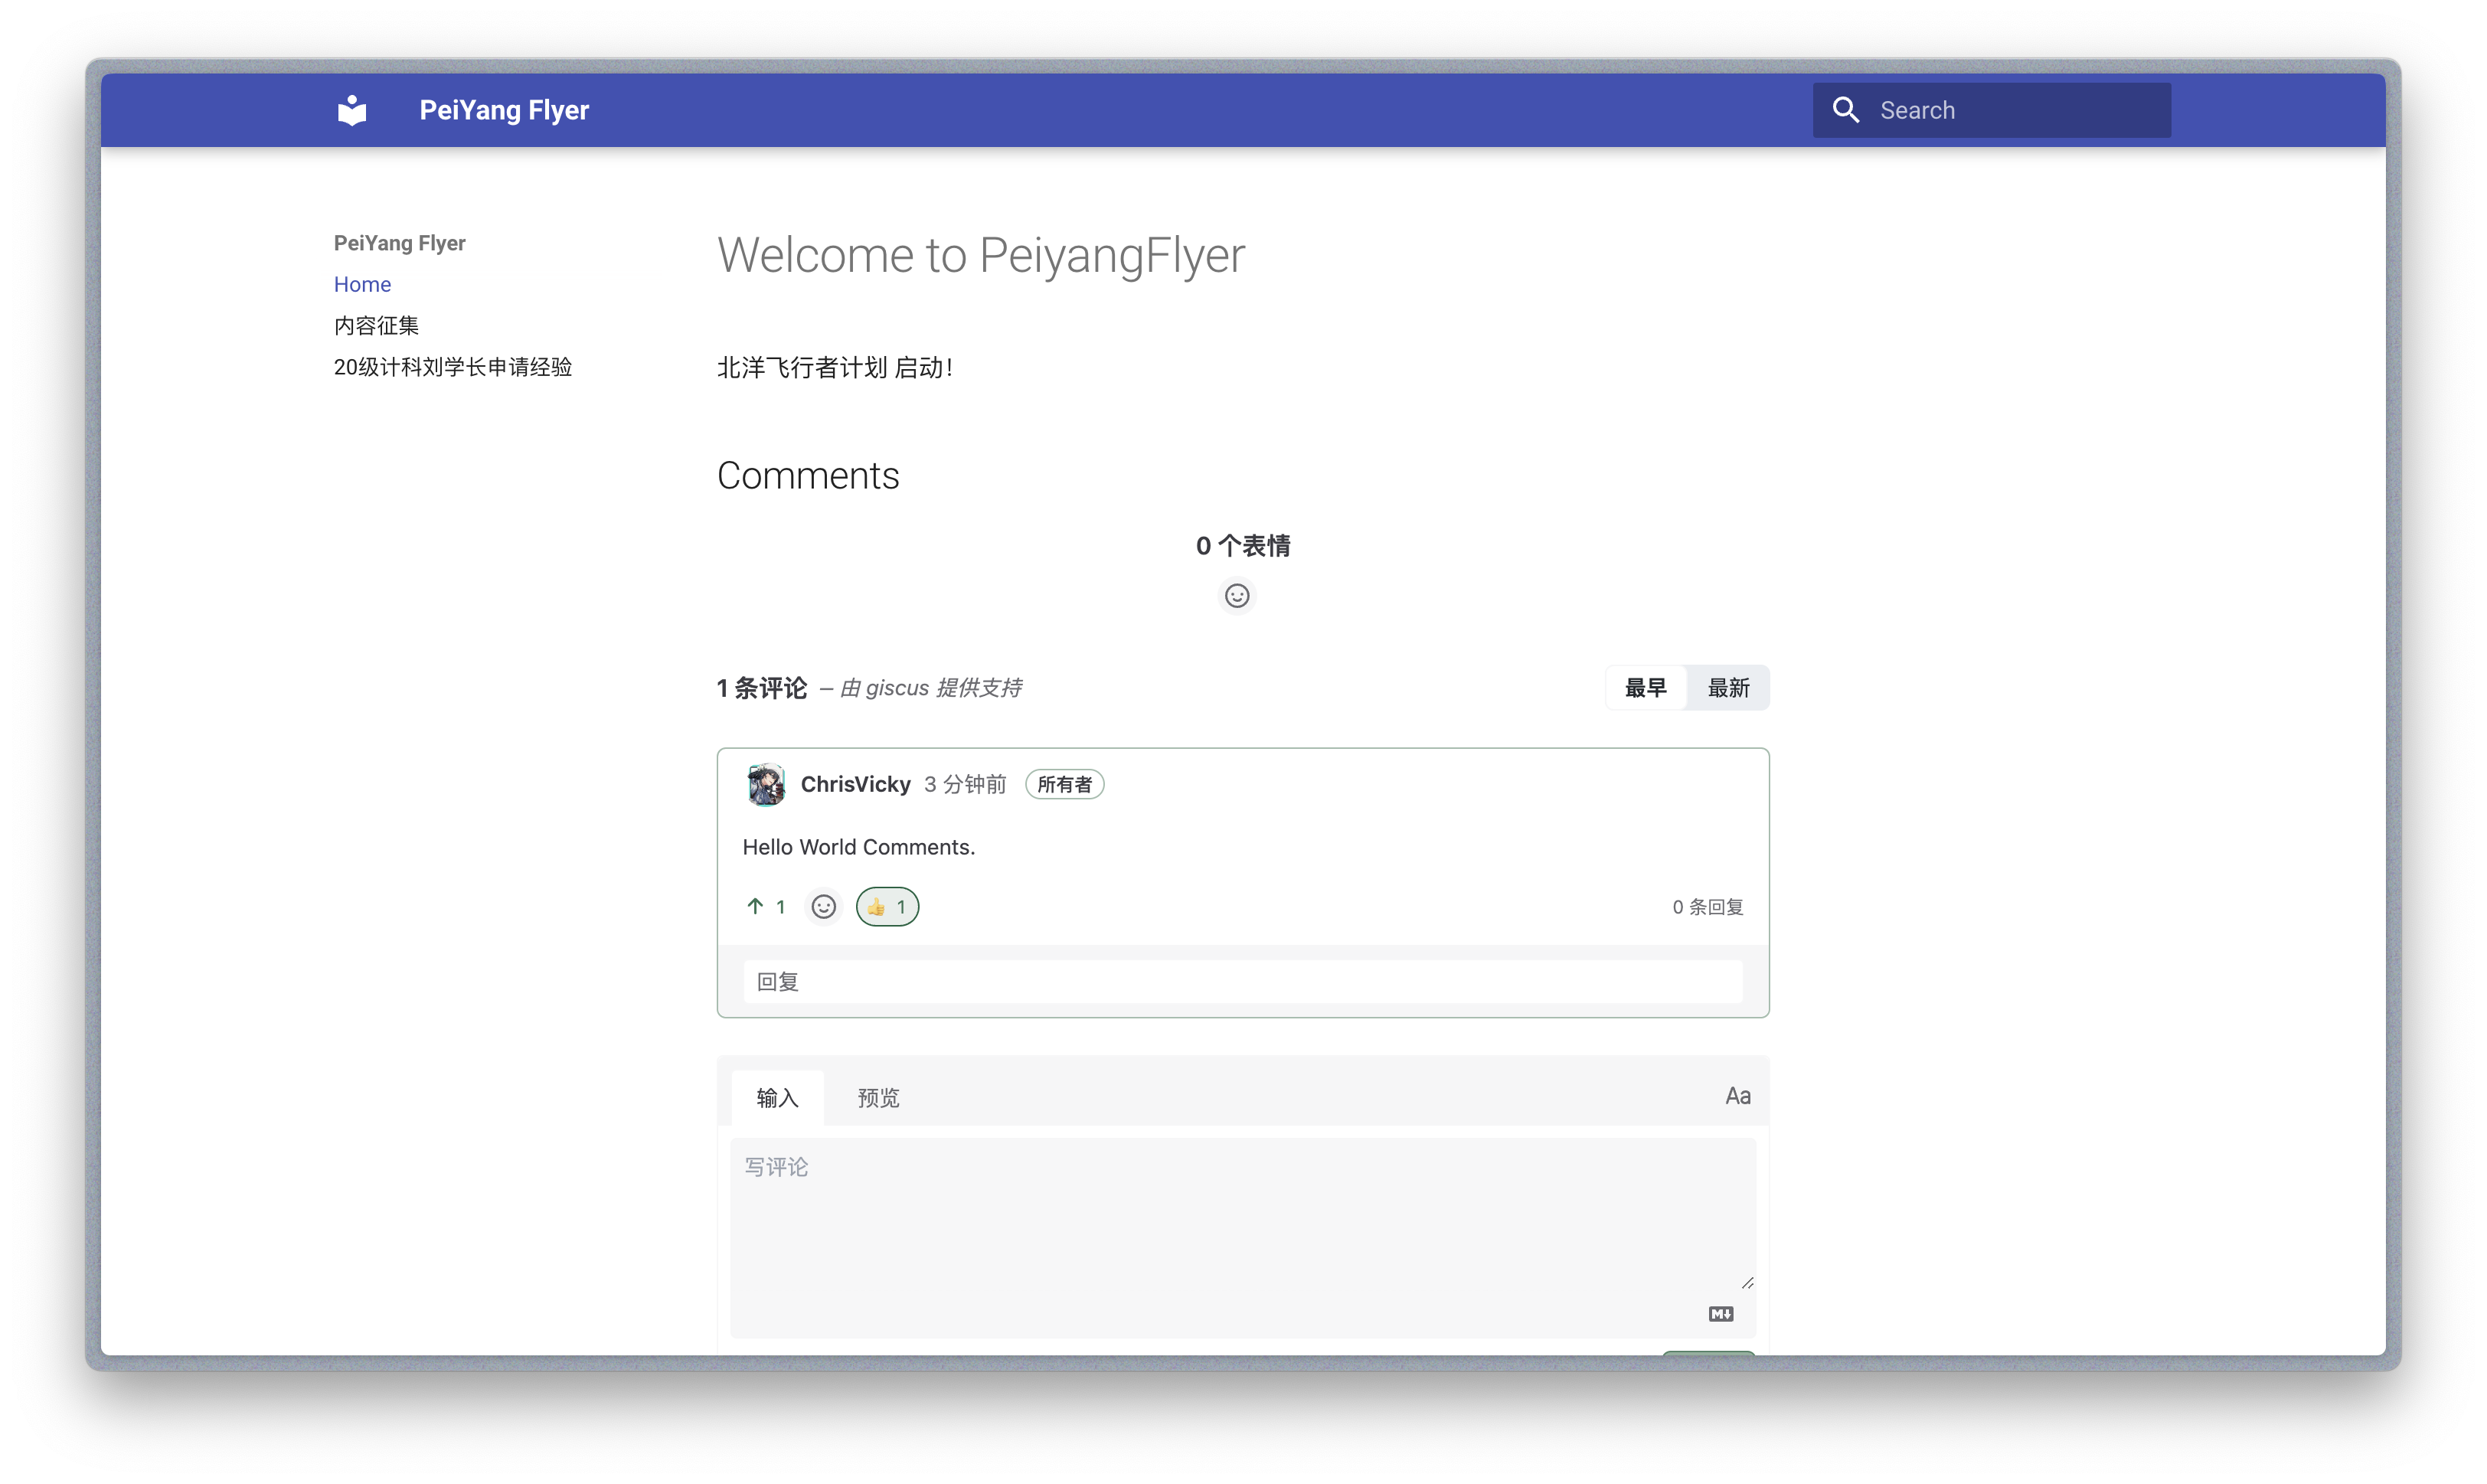 PeiYang Flyer
Search
PeiYang Flyer
Home
内容征集
20级计科刘学长申请经验
Welcome to PeiyangFlyer
北洋飞行者计划 启动！
Comments
0 个表情
1 条评论 – 由 giscus 提供支持
最早 最新
ChrisVicky 3 分钟前 所有者
Hello World Comments.
1 👍 1 0 条回复
回复
输入 预览 Aa
写评论
M